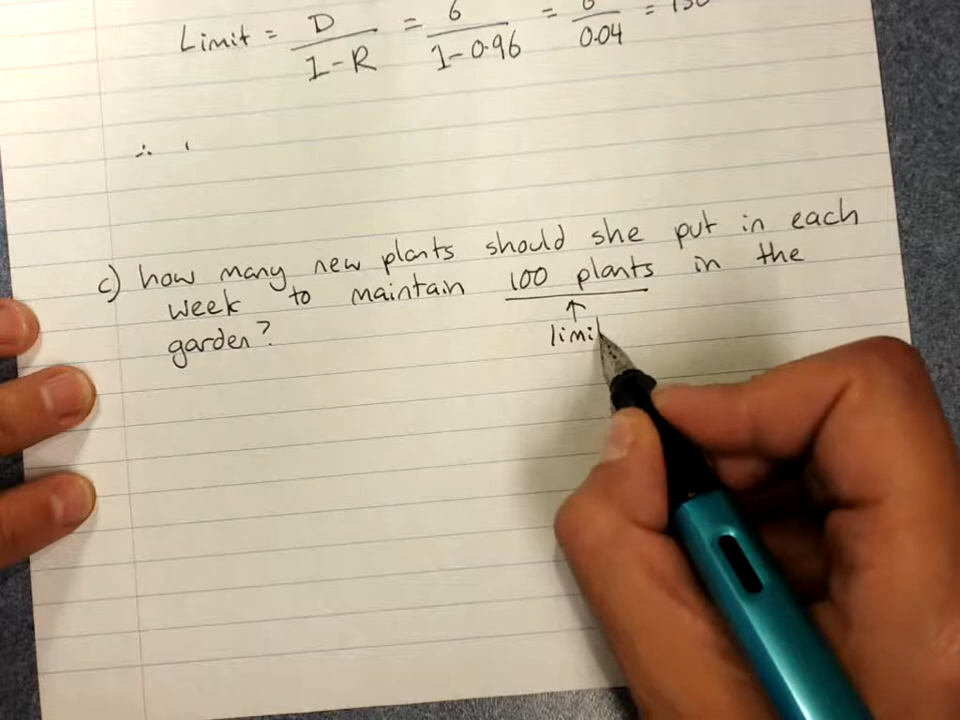 Limit = D / 1-R = 6 / 1-0.96 = 6 / 0.04 = 150
∴
c) how many new plants should she put in each
week to maintain 100 plants in the
garden?
↑
limi